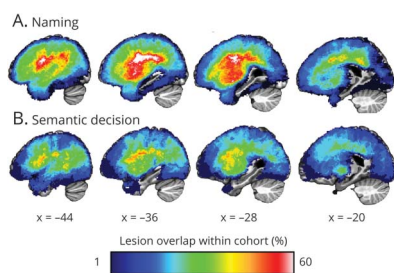 A. Naming
B. Semantic decision
x = –44 x = –36 x = –28 x = –20
Lesion overlap within cohort (%)
1 60